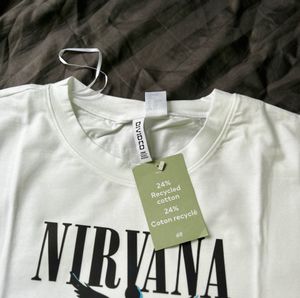 DIVIDED
24%
Recycled
cotton
24%
Coton recyclé
NIRVANA